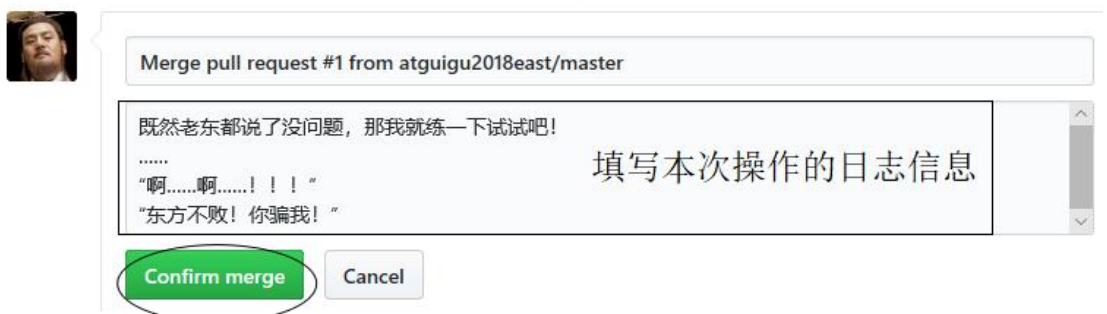 Merge pull request #1 from atguigu2018east/master
既然老东都说了没问题，那我就练一下试试吧！
......
“啊......啊......！！！”
“东方不败！你骗我！”
填写本次操作的日志信息
Confirm merge
Cancel